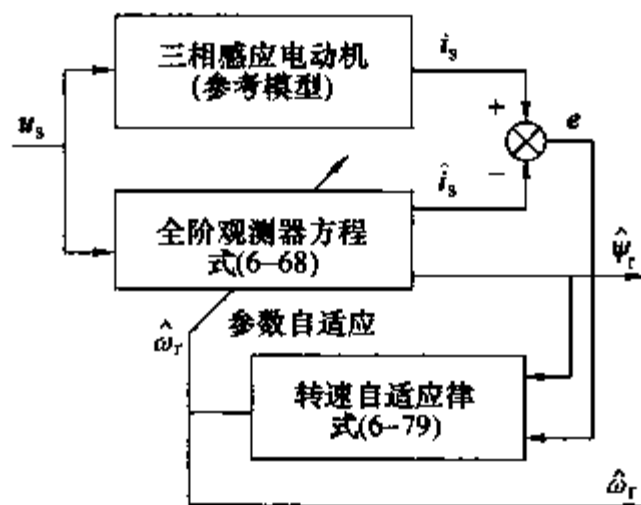 三相感应电动机
(参考模型)
i_s
u_s
+
e
−
î_s
全阶观测器方程
式(6-68)
ψ̂_r
参数自适应
ω̂_r
转速自适应律
式(6-79)
ω̂_r